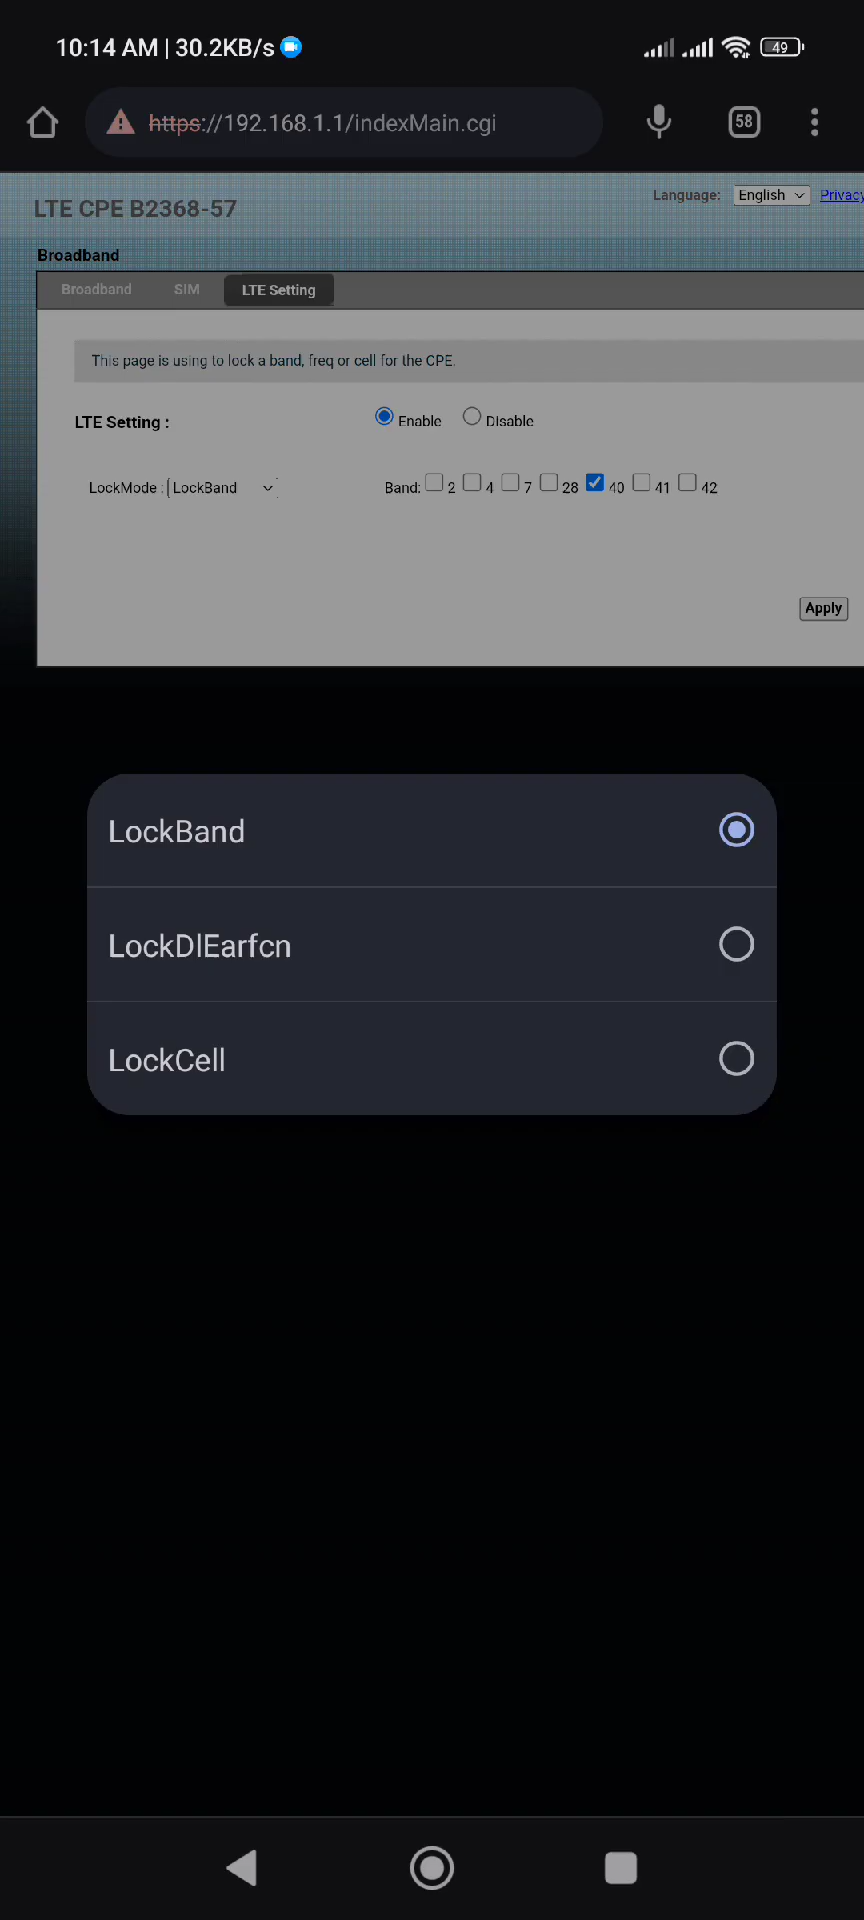 10:14 AM | 30.2KB/s 49
https://192.168.1.1/indexMain.cgi 58
LTE CPE B2368-57
Language: English Privacy
Broadband
Broadband SIM LTE Setting
This page is using to lock a band, freq or cell for the CPE.
LTE Setting : Enable Disable
LockMode : LockBand Band: 2 4 7 28 40 41 42
Apply
LockBand
LockDlEarfcn
LockCell